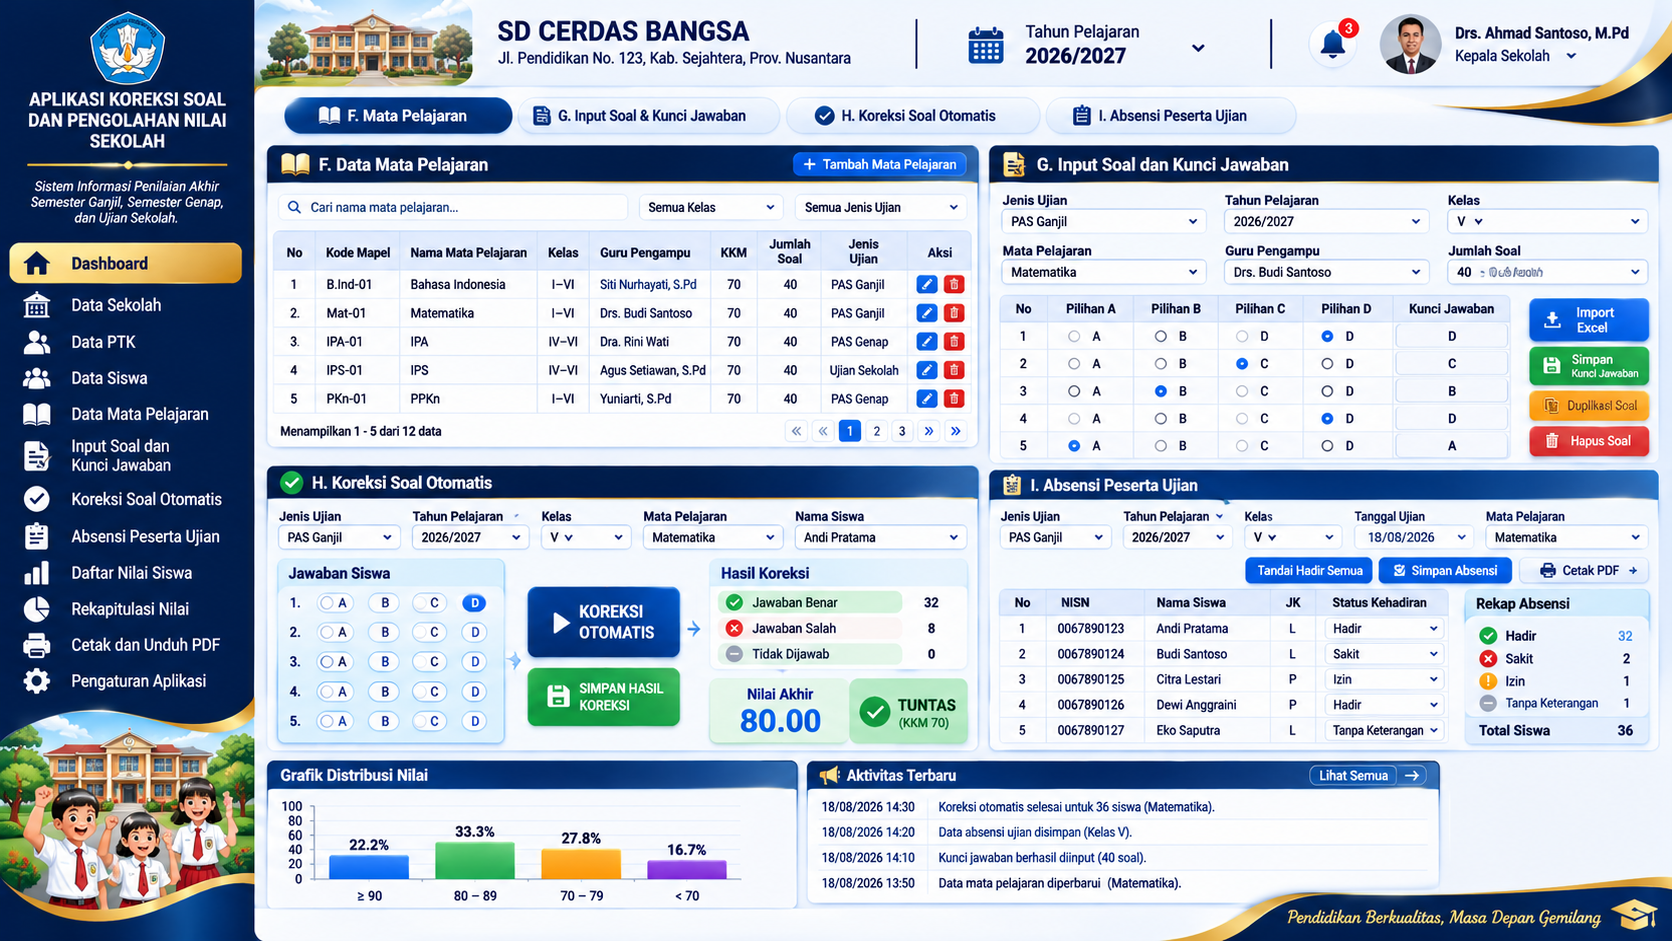 APLIKASI KOREKSI SOAL
DAN PENGOLAHAN NILAI
SEKOLAH
Sistem Informasi Penilaian Akhir
Semester Ganjil, Semester Genap,
dan Ujian Sekolah.
Dashboard
Data Sekolah
Data PTK
Data Siswa
Data Mata Pelajaran
Input Soal dan
Kunci Jawaban
Koreksi Soal Otomatis
Absensi Peserta Ujian
Daftar Nilai Siswa
Rekapitulasi Nilai
Cetak dan Unduh PDF
Pengaturan Aplikasi
SD CERDAS BANGSA
Jl. Pendidikan No. 123, Kab. Sejahtera, Prov. Nusantara
Tahun Pelajaran
2026/2027
3
Drs. Ahmad Santoso, M.Pd
Kepala Sekolah
F. Mata Pelajaran
G. Input Soal & Kunci Jawaban
H. Koreksi Soal Otomatis
I. Absensi Peserta Ujian
F. Data Mata Pelajaran
+ Tambah Mata Pelajaran
Cari nama mata pelajaran...
Semua Kelas
Semua Jenis Ujian
No Kode Mapel Nama Mata Pelajaran Kelas Guru Pengampu KKM Jumlah Soal Jenis Ujian Aksi
1 B.Ind-01 Bahasa Indonesia I–VI Siti Nurhayati, S.Pd 70 40 PAS Ganjil
2. Mat-01 Matematika I–VI Drs. Budi Santoso 70 40 PAS Ganjil
3. IPA-01 IPA IV–VI Dra. Rini Wati 70 40 PAS Genap
4 IPS-01 IPS IV–VI Agus Setiawan, S.Pd 70 40 Ujian Sekolah
5 PKn-01 PPKn I–VI Yuniarti, S.Pd 70 40 PAS Genap
Menampilkan 1 - 5 dari 12 data
« « 1 2 3 » »
G. Input Soal dan Kunci Jawaban
Jenis Ujian Tahun Pelajaran Kelas
PAS Ganjil 2026/2027 V
Mata Pelajaran Guru Pengampu Jumlah Soal
Matematika Drs. Budi Santoso 40
No Pilihan A Pilihan B Pilihan C Pilihan D Kunci Jawaban
1 A B D D D
2 A B C D C
3 A B C D B
4 A B C D D
5 A B C D A
Import
Excel
Simpan
Kunci Jawaban
Duplikasi Soal
Hapus Soal
H. Koreksi Soal Otomatis
Jenis Ujian Tahun Pelajaran Kelas Mata Pelajaran Nama Siswa
PAS Ganjil 2026/2027 V Matematika Andi Pratama
Jawaban Siswa
1. A B C D
2. A B C D
3. A B C D
4. A B C D
5. A B C D
KOREKSI
OTOMATIS
SIMPAN HASIL
KOREKSI
Hasil Koreksi
Jawaban Benar 32
Jawaban Salah 8
Tidak Dijawab 0
Nilai Akhir
80.00
TUNTAS
(KKM 70)
I. Absensi Peserta Ujian
Jenis Ujian Tahun Pelajaran Kelas Tanggal Ujian Mata Pelajaran
PAS Ganjil 2026/2027 V 18/08/2026 Matematika
Tandai Hadir Semua
Simpan Absensi
Cetak PDF
No NISN Nama Siswa JK Status Kehadiran
1 0067890123 Andi Pratama L Hadir
2 0067890124 Budi Santoso L Sakit
3 0067890125 Citra Lestari P Izin
4 0067890126 Dewi Anggraini P Hadir
5 0067890127 Eko Saputra L Tanpa Keterangan
Rekap Absensi
Hadir 32
Sakit 2
Izin 1
Tanpa Keterangan 1
Total Siswa 36
Grafik Distribusi Nilai
100
80
60
40
20
0
22.2% 33.3% 27.8% 16.7%
≥ 90 80 – 89 70 – 79 < 70
Aktivitas Terbaru
Lihat Semua
18/08/2026 14:30 Koreksi otomatis selesai untuk 36 siswa (Matematika).
18/08/2026 14:20 Data absensi ujian disimpan (Kelas V).
18/08/2026 14:10 Kunci jawaban berhasil diinput (40 soal).
18/08/2026 13:50 Data mata pelajaran diperbarui (Matematika).
Pendidikan Berkualitas, Masa Depan Gemilang